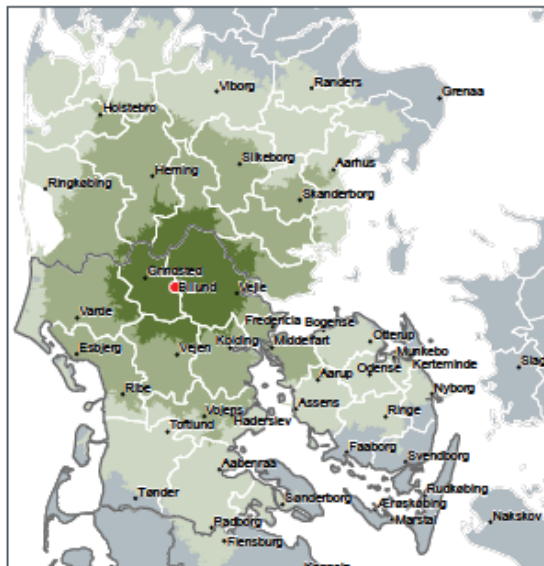 Viborg
Randers
Grenaa
Holstebro
Silkeborg
Aarhus
Herning
Ringkøbing
Skanderborg
Grindsted
Billund
Vejle
Varde
Fredericia
Bogense
Otterup
Esbjerg
Vejen
Kolding
Middelfart
Munkebo
Kerteminde
Slag
Aarup
Odense
Ribe
Assens
Nyborg
Vojens
Ringe
Toftlund
Haderslev
Faaborg
Svendborg
Aabenraa
Tønder
Sønderborg
Rudkøbing
Ærøskøbing
Marstal
Nakskov
Padborg
Flensburg